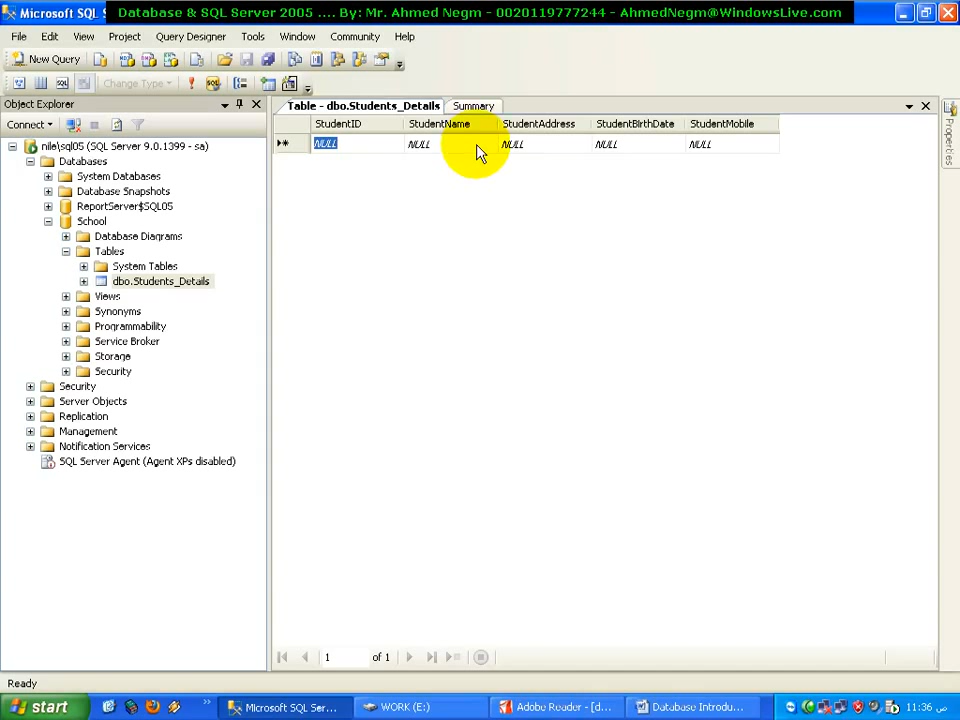 Microsoft SQL S
Database & SQL Server 2005 .... By: Mr. Ahmed Negm - 0020119777244 - AhmedNegm@WindowsLive.com
File Edit View Project Query Designer Tools Window Community Help
New Query
Change Type
Object Explorer
Table - dbo.Students_Details Summary
Connect
StudentID StudentName StudentAddress StudentBirthDate StudentMobile
NULL NULL NULL NULL NULL
Properties
nile\sql05 (SQL Server 9.0.1399 - sa)
Databases
System Databases
Database Snapshots
ReportServer$SQL05
School
Database Diagrams
Tables
System Tables
dbo.Students_Details
Views
Synonyms
Programmability
Service Broker
Storage
Security
Security
Server Objects
Replication
Management
Notification Services
SQL Server Agent (Agent XPs disabled)
1 of 1
Ready
start Microsoft SQL Ser... WORK (E:) Adobe Reader - [d... Database Introdu... 11:36 ص